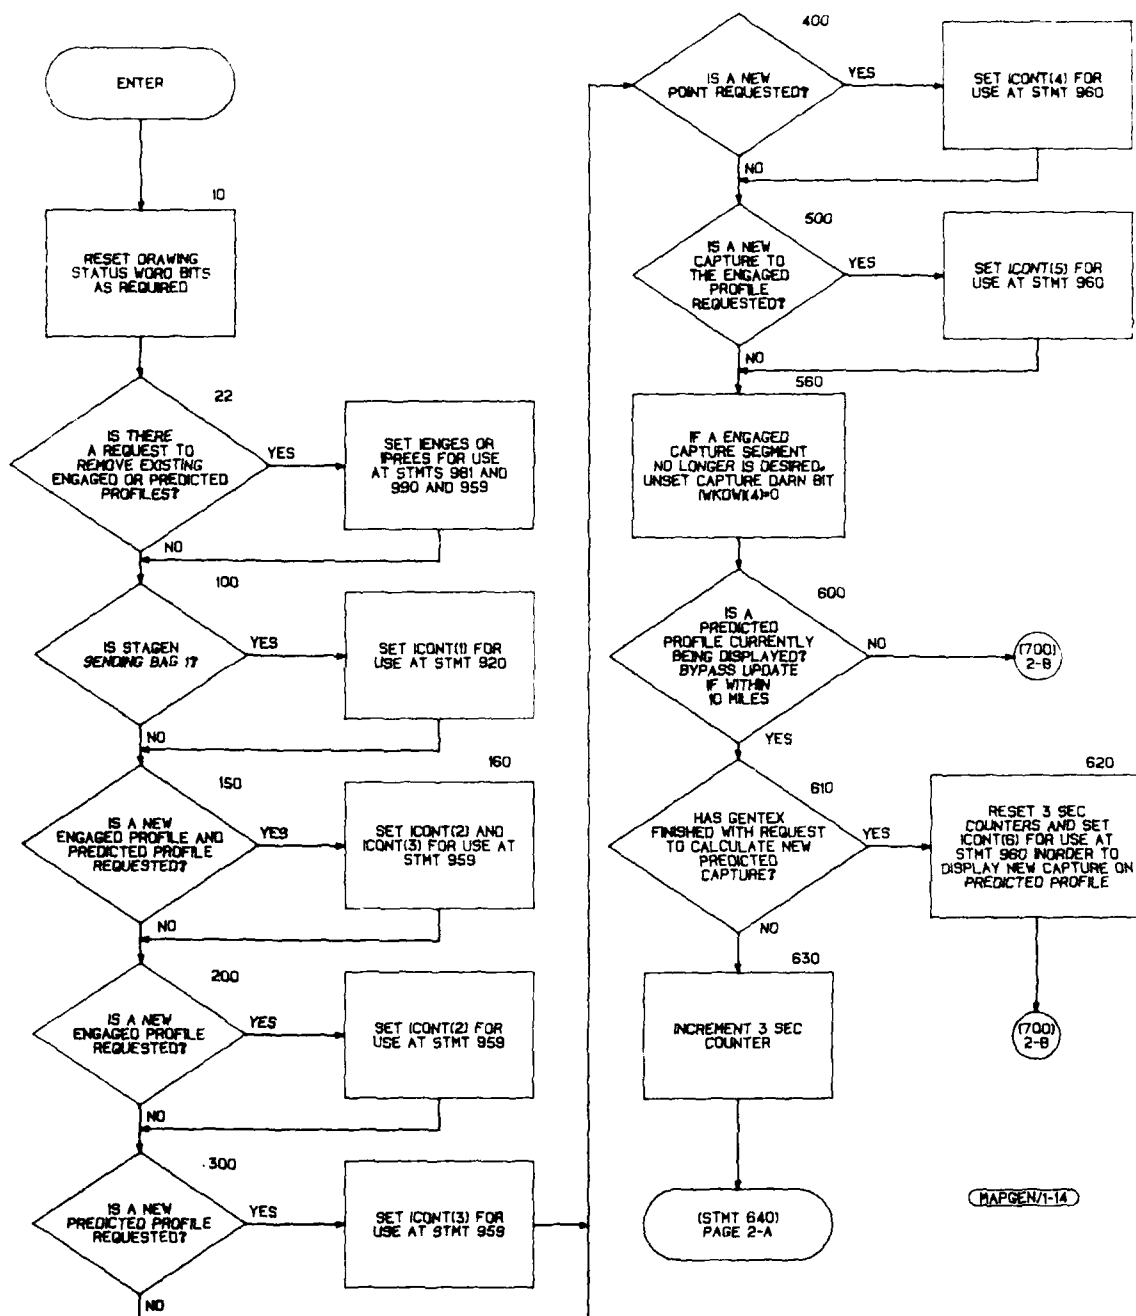 ENTER
10
RESET DRAWING
STATUS WORD BITS
AS REQUIRED
22
IS THERE
A REQUEST TO
REMOVE EXISTING
ENGAGED OR PREDICTED
PROFILES?
YES
SET IENGES OR
IPREES FOR USE
AT STMTS 981 AND
990 AND 959
NO
100
IS STAGEN
SENDING BAG 1?
YES
SET ICONT(1) FOR
USE AT STMT 920
NO
150
IS A NEW
ENGAGED PROFILE AND
PREDICTED PROFILE
REQUESTED?
YES
160
SET ICONT(2) AND
ICONT(3) FOR USE AT
STMT 959
NO
200
IS A NEW
ENGAGED PROFILE
REQUESTED?
YES
SET ICONT(2) FOR
USE AT STMT 959
NO
300
IS A NEW
PREDICTED PROFILE
REQUESTED?
YES
SET ICONT(3) FOR
USE AT STMT 959
NO
400
IS A NEW
POINT REQUESTED?
YES
SET ICONT(4) FOR
USE AT STMT 960
NO
500
IS A NEW
CAPTURE TO
THE ENGAGED
PROFILE
REQUESTED?
YES
SET ICONT(5) FOR
USE AT STMT 960
NO
560
IF A ENGAGED
CAPTURE SEGMENT
NO LONGER IS DESIRED,
UNSET CAPTURE DARN BIT
IWKDW(4)=0
600
IS A
PREDICTED
PROFILE CURRENTLY
BEING DISPLAYED?
BYPASS UPDATE
IF WITHIN
10 MILES
NO
(700)
2-B
YES
610
HAS GENTEX
FINISHED WITH REQUEST
TO CALCULATE NEW
PREDICTED
CAPTURE?
YES
620
RESET 3 SEC
COUNTERS AND SET
ICONT(6) FOR USE AT
STMT 960 INORDER TO
DISPLAY NEW CAPTURE ON
PREDICTED PROFILE
(700)
2-B
NO
630
INCREMENT 3 SEC
COUNTER
(STMT 640)
PAGE 2-A
MAPGEN/1-14